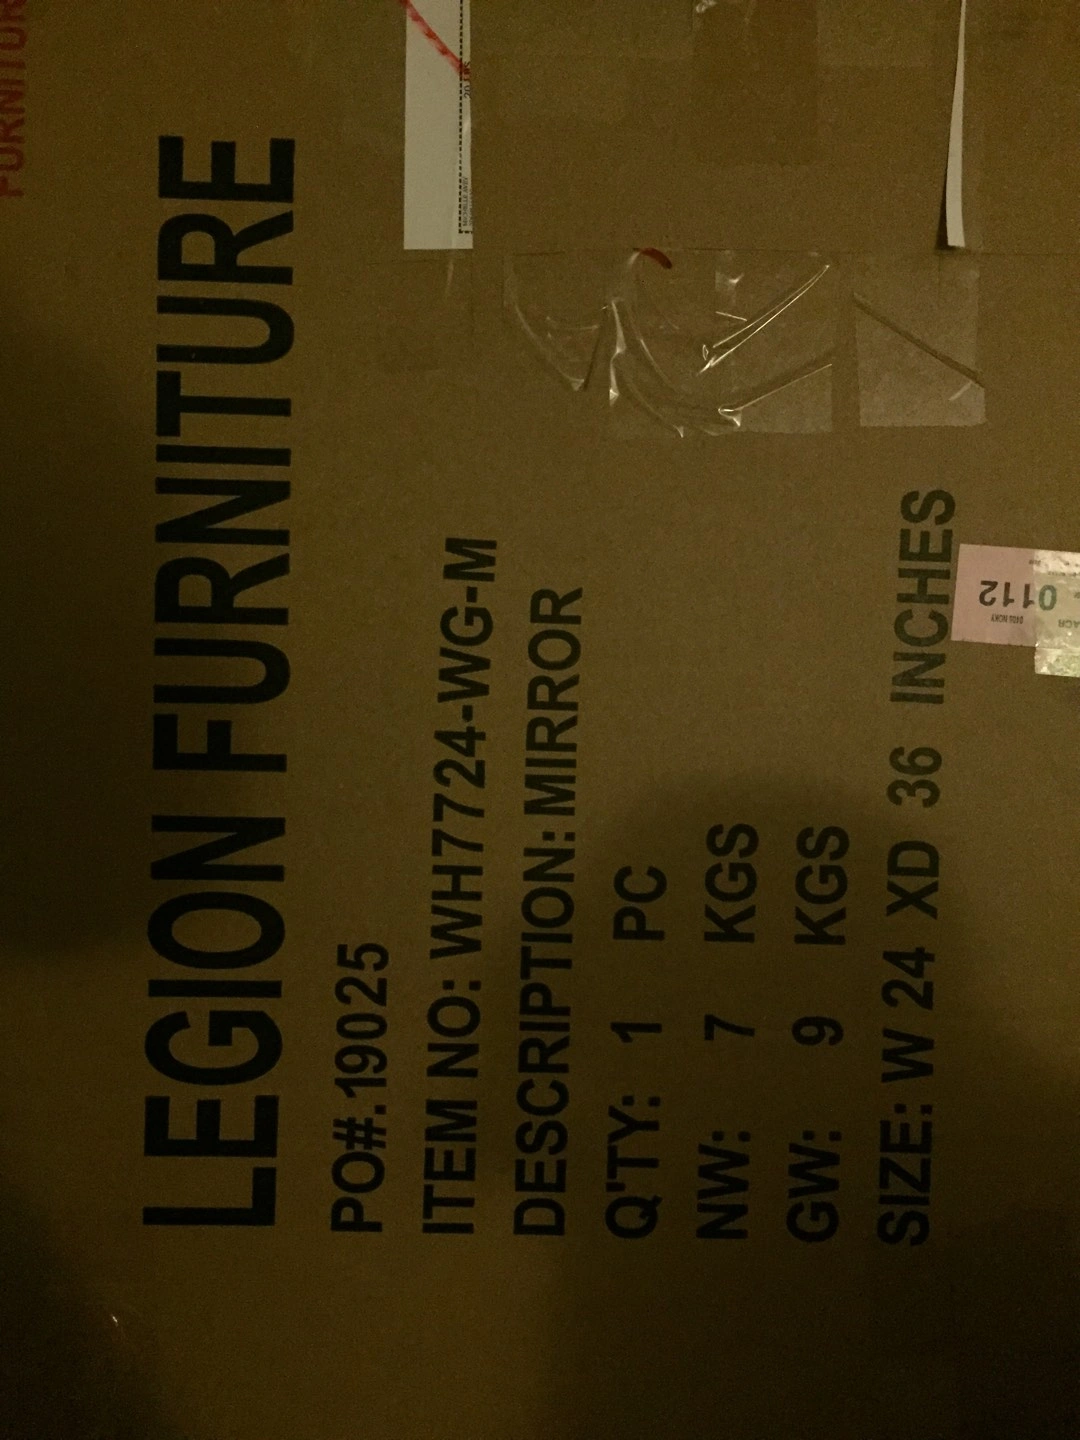 FURNITUR
LEGION FURNITURE
PO#.19025
ITEM NO: WH7724-WG-M
DESCRIPTION: MIRROR
Q'TY: 1 PC
NW: 7 KGS
GW: 9 KGS
SIZE: W 24 XD 36 INCHES
0112